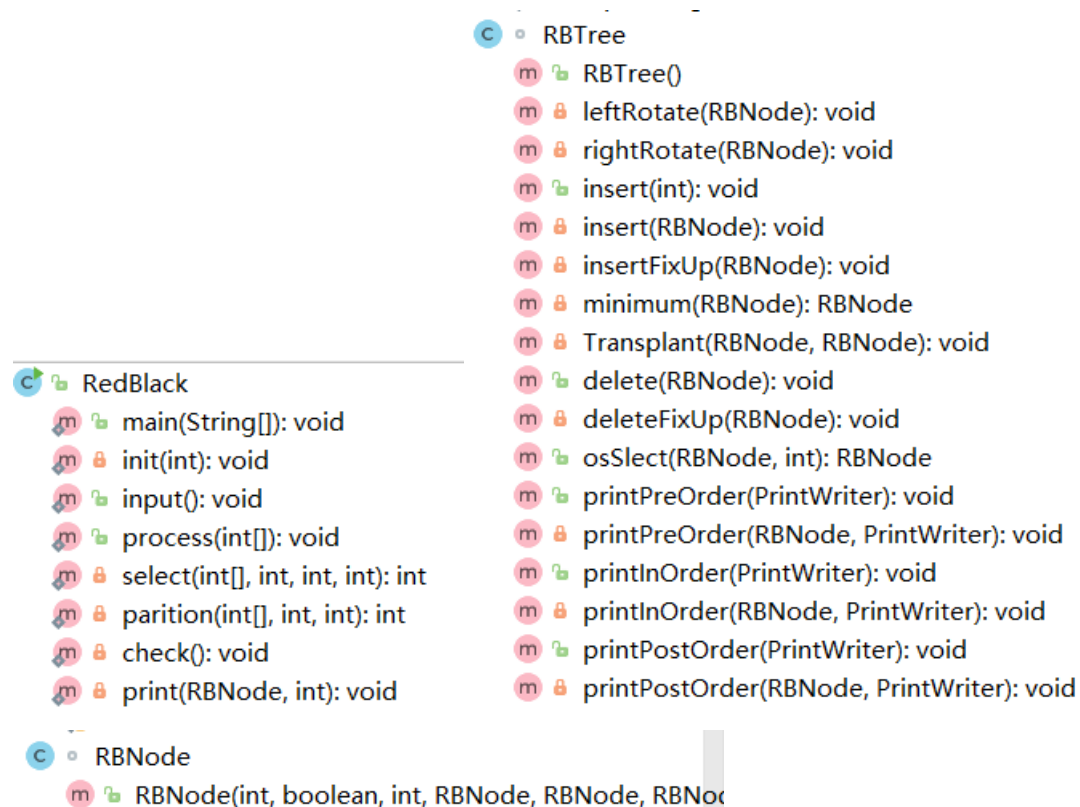 RBTree
RBTree()
leftRotate(RBNode): void
rightRotate(RBNode): void
insert(int): void
insert(RBNode): void
insertFixUp(RBNode): void
minimum(RBNode): RBNode
Transplant(RBNode, RBNode): void
delete(RBNode): void
deleteFixUp(RBNode): void
osSlect(RBNode, int): RBNode
printPreOrder(PrintWriter): void
printPreOrder(RBNode, PrintWriter): void
printInOrder(PrintWriter): void
printInOrder(RBNode, PrintWriter): void
printPostOrder(PrintWriter): void
printPostOrder(RBNode, PrintWriter): void
RedBlack
main(String[]): void
init(int): void
input(): void
process(int[]): void
select(int[], int, int, int): int
parition(int[], int, int): int
check(): void
print(RBNode, int): void
RBNode
RBNode(int, boolean, int, RBNode, RBNode,